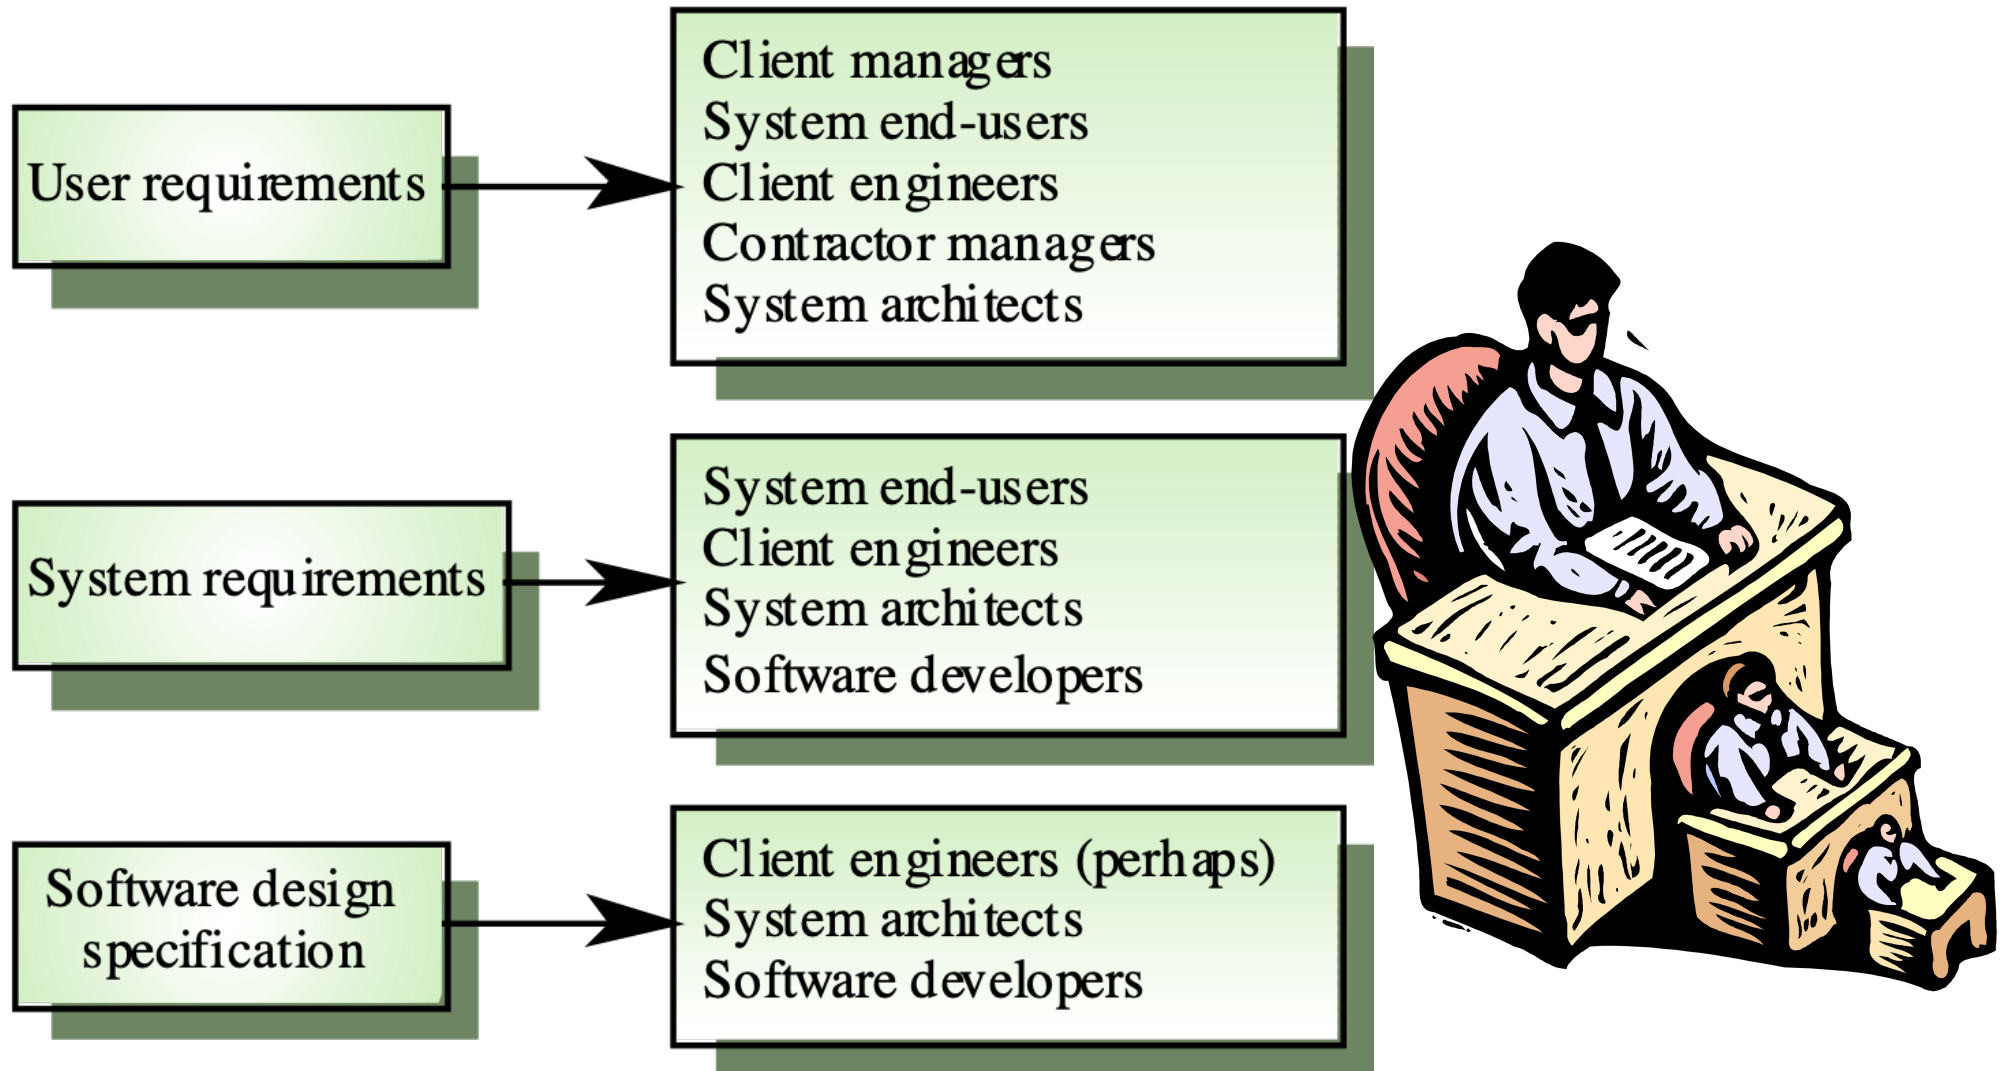 User requirements
Client managers
System end-users
Client engineers
Contractor managers
System architects
System requirements
System end-users
Client engineers
System architects
Software developers
Software design
specification
Client engineers (perhaps)
System architects
Software developers